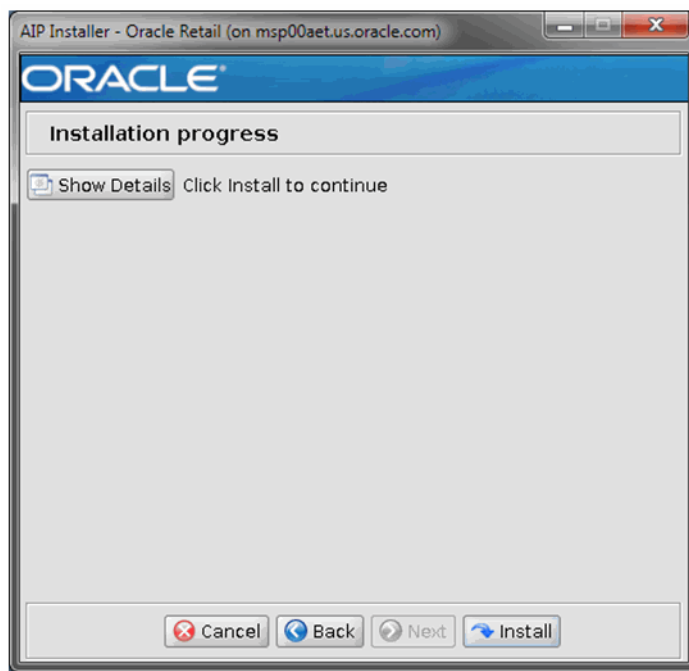 AIP Installer - Oracle Retail (on msp00aet.us.oracle.com)
ORACLE®
Installation progress
Show Details Click Install to continue
Cancel Back Next Install